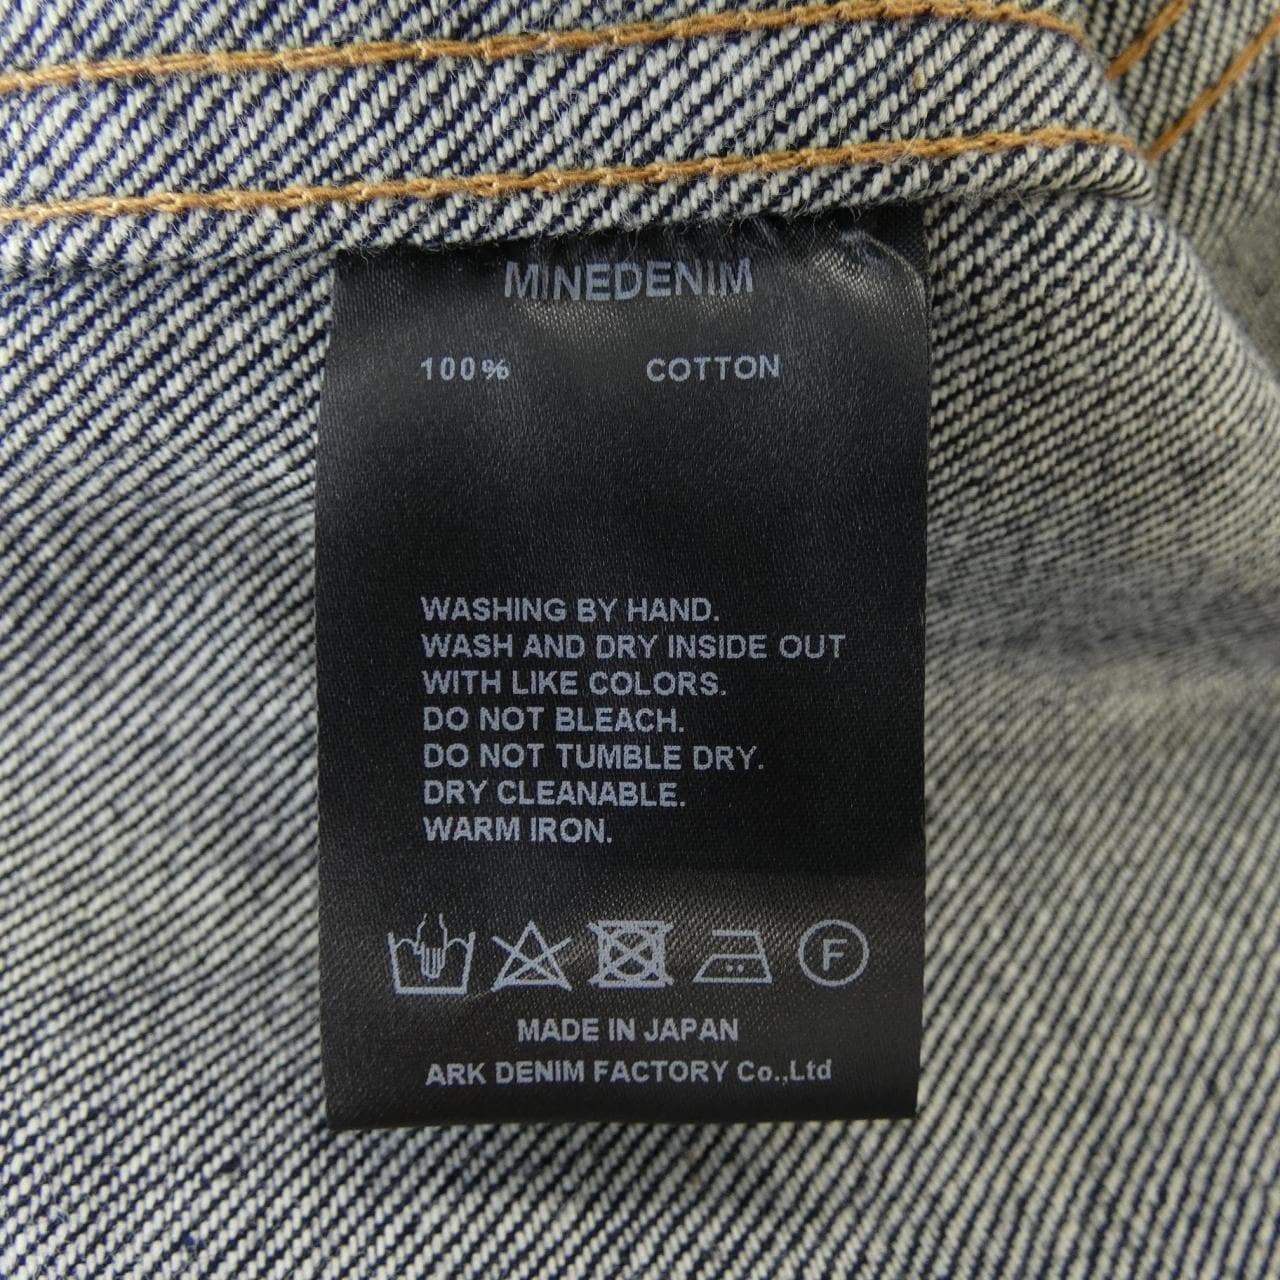 MINEDENIM
100% COTTON
WASHING BY HAND.
WASH AND DRY INSIDE OUT
WITH LIKE COLORS.
DO NOT BLEACH.
DO NOT TUMBLE DRY.
DRY CLEANABLE.
WARM IRON.
F
MADE IN JAPAN
ARK DENIM FACTORY Co.,Ltd